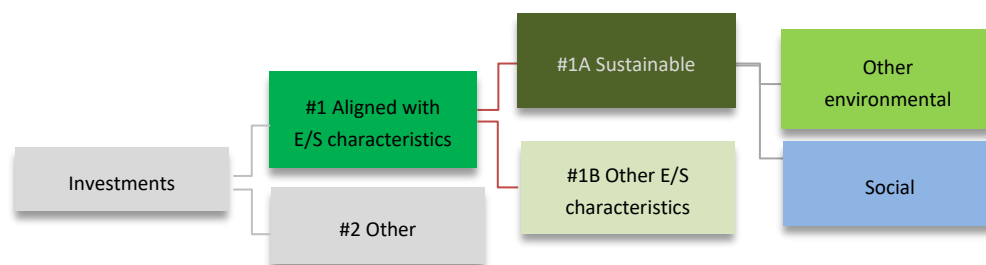 #1A Sustainable
Other
environmental
#1 Aligned with
E/S characteristics
#1B Other E/S
characteristics
Social
Investments
#2 Other